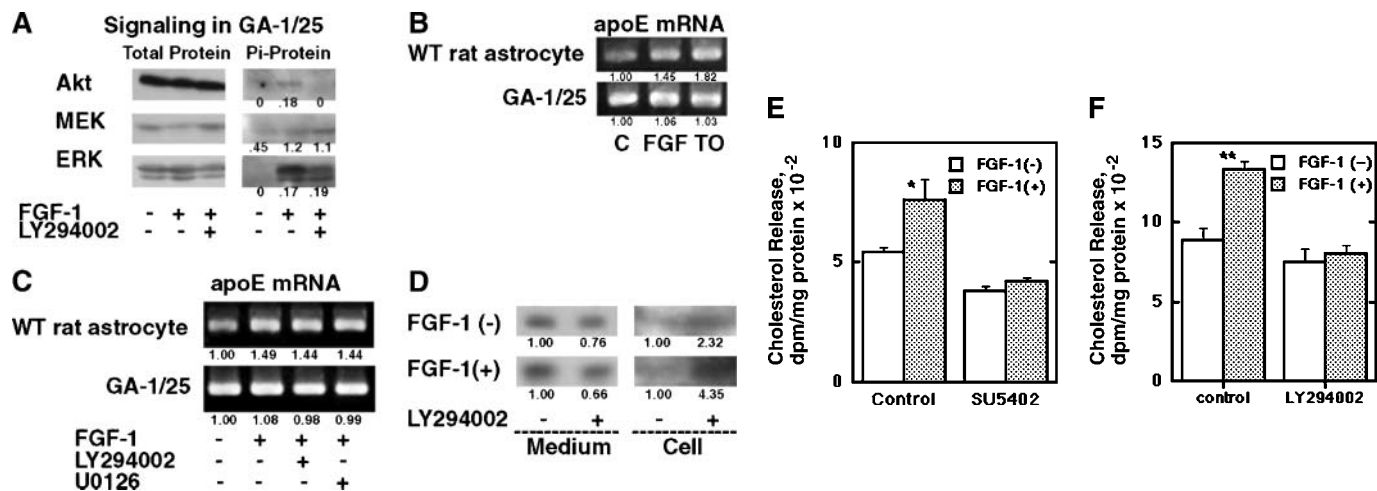 A
Signaling in GA-1/25
Total Protein Pi-Protein
Akt
0 .18 0
MEK
.45 1.2 1.1
ERK
0 .17 .19
FGF-1 - + + - + +
LY294002 - - + - - +
B
apoE mRNA
WT rat astrocyte
1.00 1.45 1.82
GA-1/25
1.00 1.06 1.03
C FGF TO
C
apoE mRNA
WT rat astrocyte
1.00 1.49 1.44 1.44
GA-1/25
1.00 1.08 0.98 0.99
FGF-1 - + + +
LY294002 - - + -
U0126 - - - +
D
FGF-1 (-)
1.00 0.76 1.00 2.32
FGF-1(+)
1.00 0.66 1.00 4.35
LY294002 - + - +
Medium Cell
E
Cholesterol Release,
dpm/mg protein x 10-2
10
5
0
FGF-1(-)
FGF-1(+)
*
Control SU5402
F
Cholesterol Release,
dpm/mg protein x 10-2
15
10
5
0
FGF-1 (-)
FGF-1 (+)
**
control LY294002